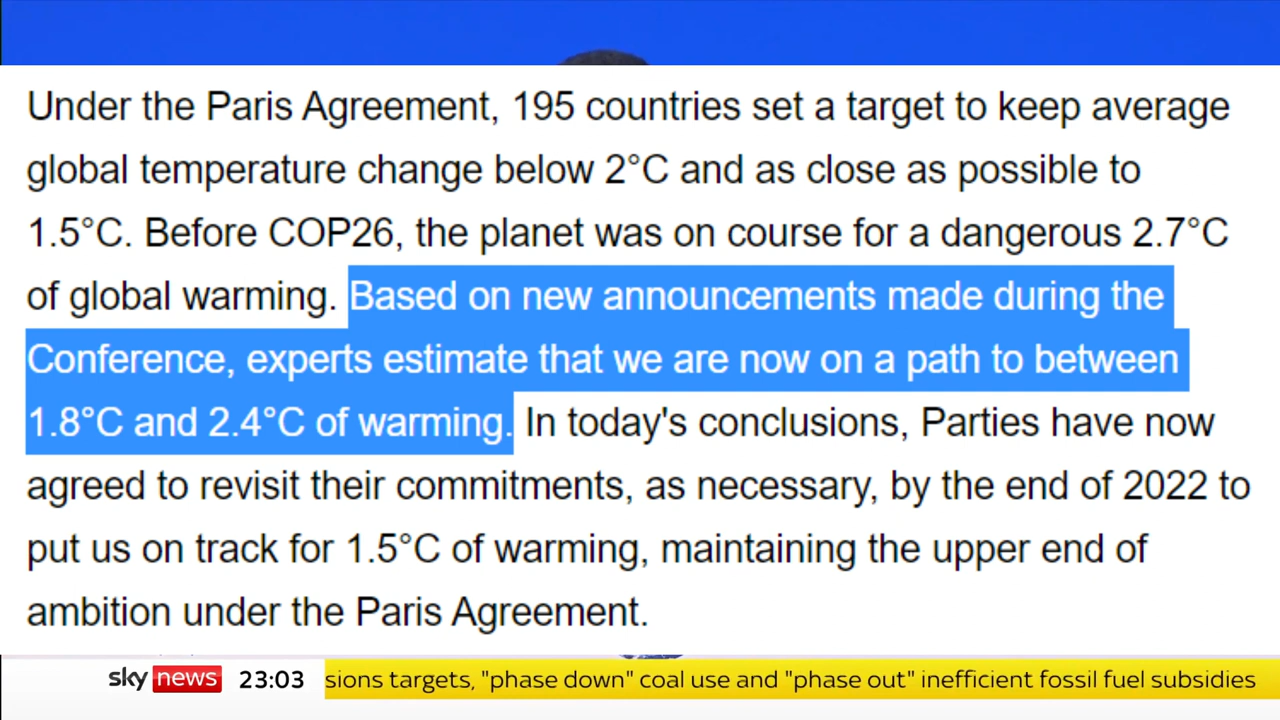 Under the Paris Agreement, 195 countries set a target to keep average
global temperature change below 2°C and as close as possible to
1.5°C. Before COP26, the planet was on course for a dangerous 2.7°C
of global warming. Based on new announcements made during the
Conference, experts estimate that we are now on a path to between
1.8°C and 2.4°C of warming. In today's conclusions, Parties have now
agreed to revisit their commitments, as necessary, by the end of 2022 to
put us on track for 1.5°C of warming, maintaining the upper end of
ambition under the Paris Agreement.
sky news 23:03 sions targets, "phase down" coal use and "phase out" inefficient fossil fuel subsidies